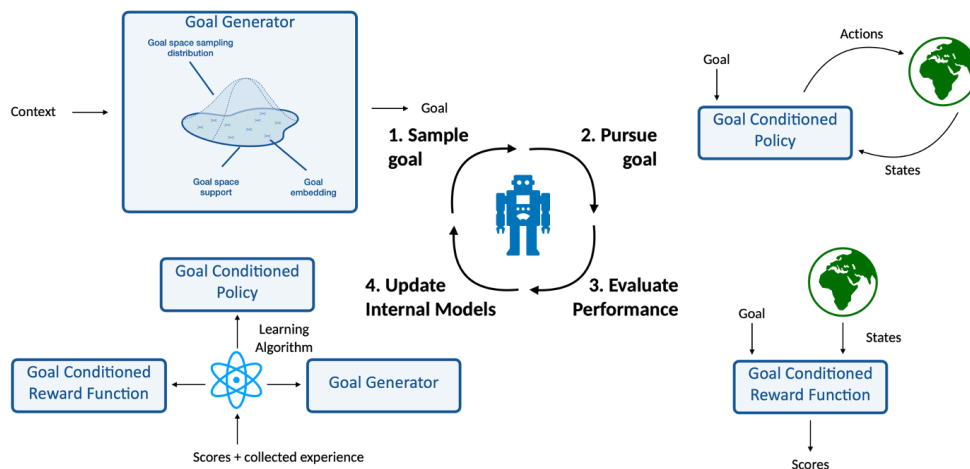 Goal Generator
Goal space sampling
distribution
Context
Goal
Goal space
support
Goal
embedding
1. Sample
goal
2. Pursue
goal
Actions
Goal
Goal Conditioned
Policy
States
4. Update
Internal Models
3. Evaluate
Performance
Goal Conditioned
Policy
Learning
Algorithm
Goal Conditioned
Reward Function
Goal Generator
Scores + collected experience
Goal
States
Goal Conditioned
Reward Function
Scores